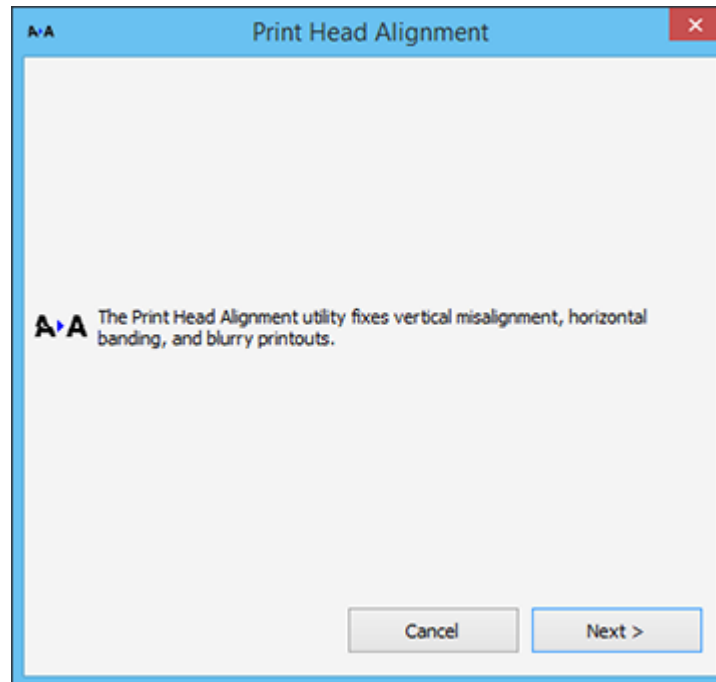 A›A Print Head Alignment
A›A The Print Head Alignment utility fixes vertical misalignment, horizontal
banding, and blurry printouts.
Cancel Next >